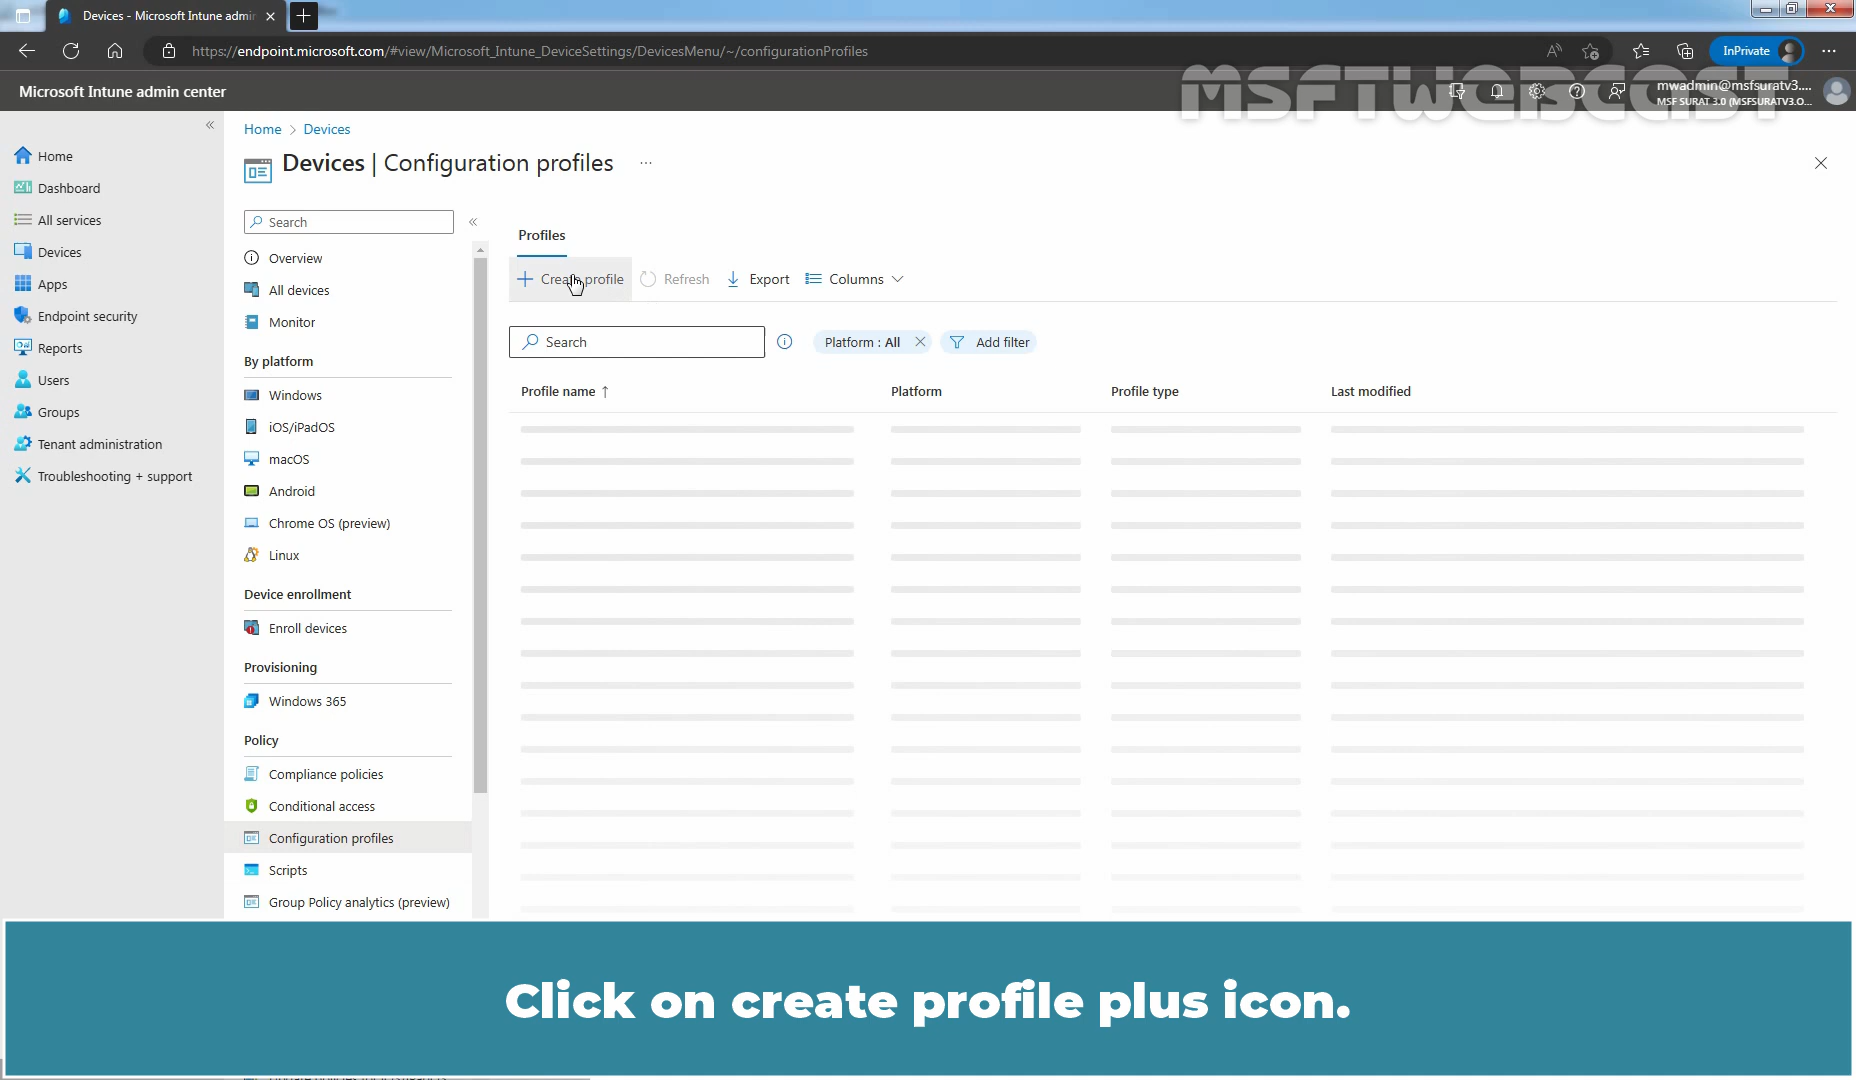 Devices - Microsoft Intune admin
https://endpoint.microsoft.com/#view/Microsoft_Intune_DeviceSettings/DevicesMenu/~/configurationProfiles
InPrivate
Microsoft Intune admin center
MSFTWEBCAST
mwadmin@msfsuratv3....
MSF SURAT 3.0 (MSFSURATV3.O...
Home > Devices
Devices | Configuration profiles
Home
Dashboard
All services
Devices
Apps
Endpoint security
Reports
Users
Groups
Tenant administration
Troubleshooting + support
Search
Overview
All devices
Monitor
By platform
Windows
iOS/iPadOS
macOS
Android
Chrome OS (preview)
Linux
Device enrollment
Enroll devices
Provisioning
Windows 365
Policy
Compliance policies
Conditional access
Configuration profiles
Scripts
Group Policy analytics (preview)
Profiles
Create profile Refresh Export Columns
Search Platform : All Add filter
Profile name ↑ Platform Profile type Last modified
Click on create profile plus icon.